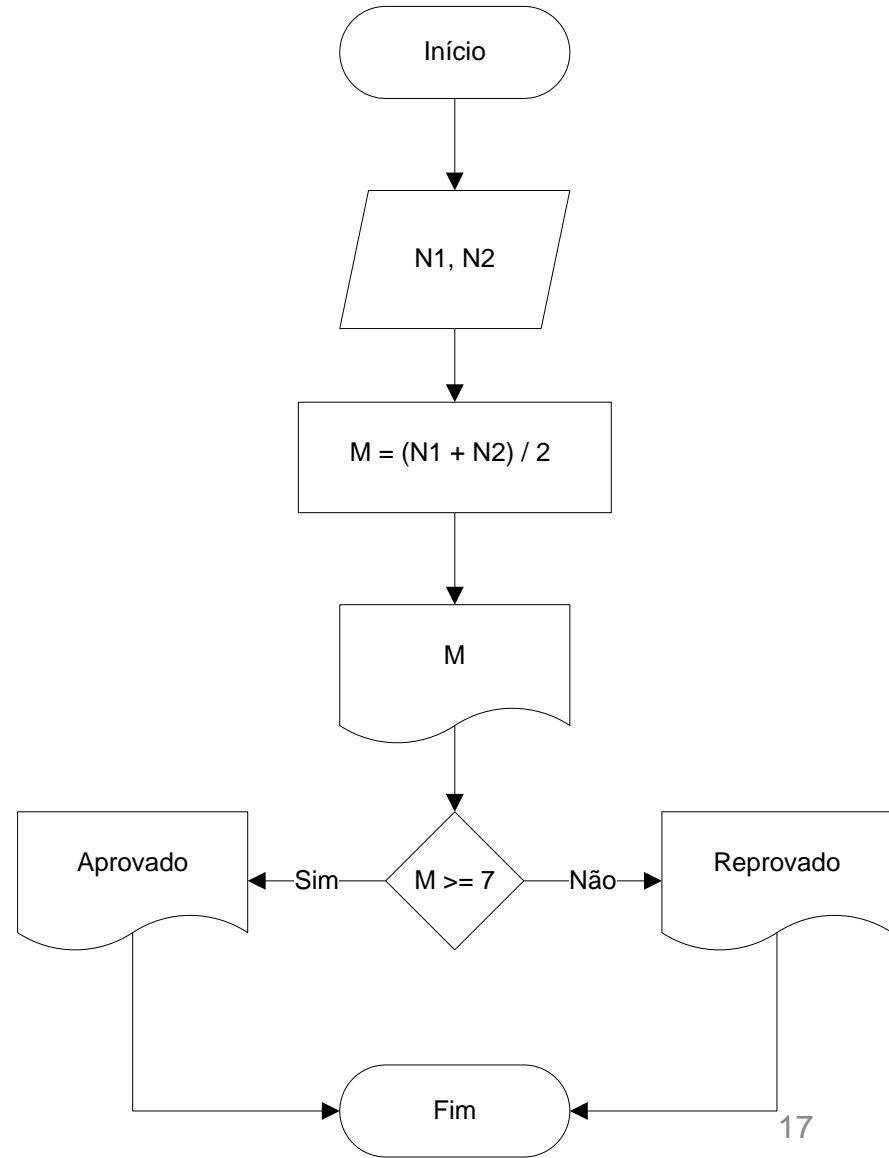 Início
N1, N2
M = (N1 + N2) / 2
M
Aprovado
Sim
M >= 7
Não
Reprovado
Fim
17